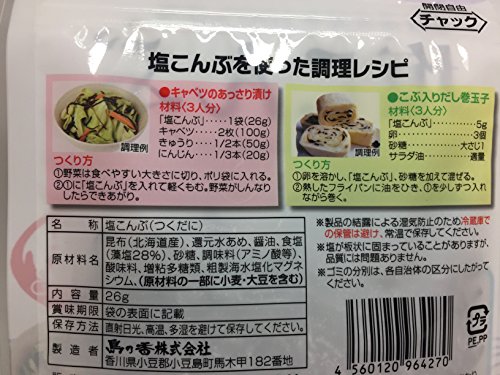 開閉自由
チャック
塩こんぶを使った調理レシピ
●キャベツのあっさり漬け
材料〈3人分〉
「塩こんぶ」……1袋(26g)
キャベツ……2枚(100g)
きゅうり……1/2本(50g)
にんじん……1/3本(20g)
調理例
つくり方
①野菜は食べやすい大きさに切り、ポリ袋に入れる。
②①に「塩こんぶ」を入れて軽くもむ。野菜がしんなり
したらできあがり。
●こぶ入りだし巻玉子
材料〈3人分〉
「塩こんぶ」……5g
卵……3個
砂糖……大さじ1
サラダ油……適量
調理例
つくり方
①卵を溶かし、「塩こんぶ」、砂糖を加えて混ぜる。
②熱したフライパンに油をひき、①を少しずつ入れ
ながら巻く。
名称 塩こんぶ(つくだに)
原材料名 昆布(北海道産)、還元水あめ、醤油、食塩
(藻塩28%)、砂糖、調味料(アミノ酸等)、
酸味料、増粘多糖類、粗製海水塩化マグネ
シウム、(原材料の一部に小麦・大豆を含む)
内容量 26g
賞味期限 袋の表面に記載
保存方法 直射日光、高温、多湿を避けて保存してください。
製造者 島の香株式会社
香川県小豆郡小豆島町馬木甲182番地
※製品の結露による湿気防止のため冷蔵庫で
の保管は避け、常温で保存してください。
※塩が板状に固まっていることがありますが、
品質には問題ありません。
※ゴミの分別は、各自治体の区分にしたがっ
てください。
プラ
PE,PP
4 560120 964270